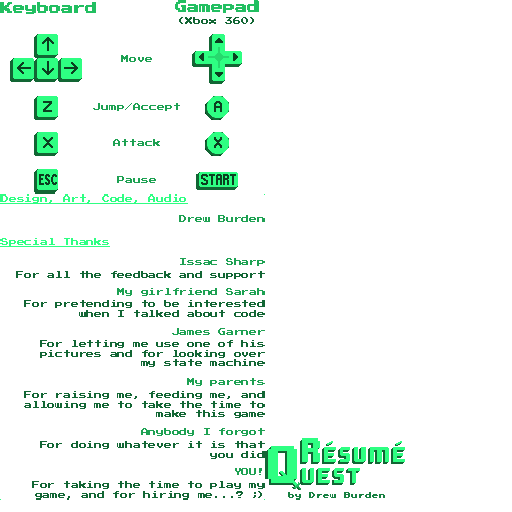 Keyboard Gamepad
(Xbox 360)
Move
Z Jump/Accept A
X Attack X
ESC Pause START
Design, Art, Code, Audio
Drew Burden
Special Thanks
Issac Sharp
For all the feedback and support
My girlfriend Sarah
For pretending to be interested
when I talked about code
James Garner
For letting me use one of his
pictures and for looking over
my state machine
My parents
For raising me, feeding me, and
allowing me to take the time to
make this game
Anybody I forgot
For doing whatever it is that
you did
YOU!
For taking the time to play my
game, and for hiring me...? ;)
RÉSUMÉ
QUEST
by Drew Burden